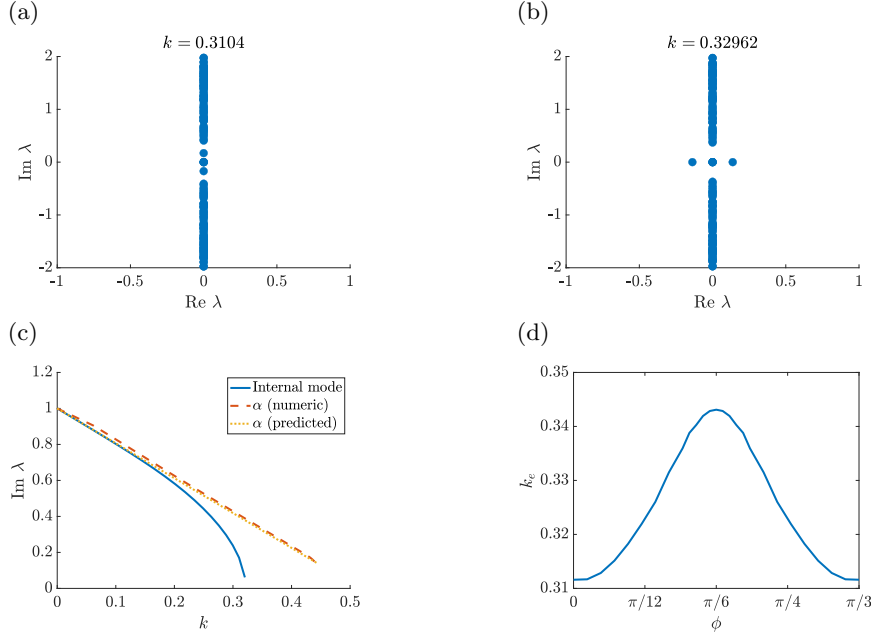 (a)
k = 0.3104
2
1
0
-1
-2
Im λ
-1
-0.5
0
0.5
1
Re λ
(b)
k = 0.32962
2
1
0
-1
-2
Im λ
-1
-0.5
0
0.5
1
Re λ
(c)
1.2
1
0.8
0.6
0.4
0.2
0
Im λ
Internal mode
α (numeric)
α (predicted)
0
0.1
0.2
0.3
0.4
0.5
k
(d)
0.35
0.34
0.33
0.32
0.31
k_e
0
π/12
π/6
π/4
π/3
ϕ